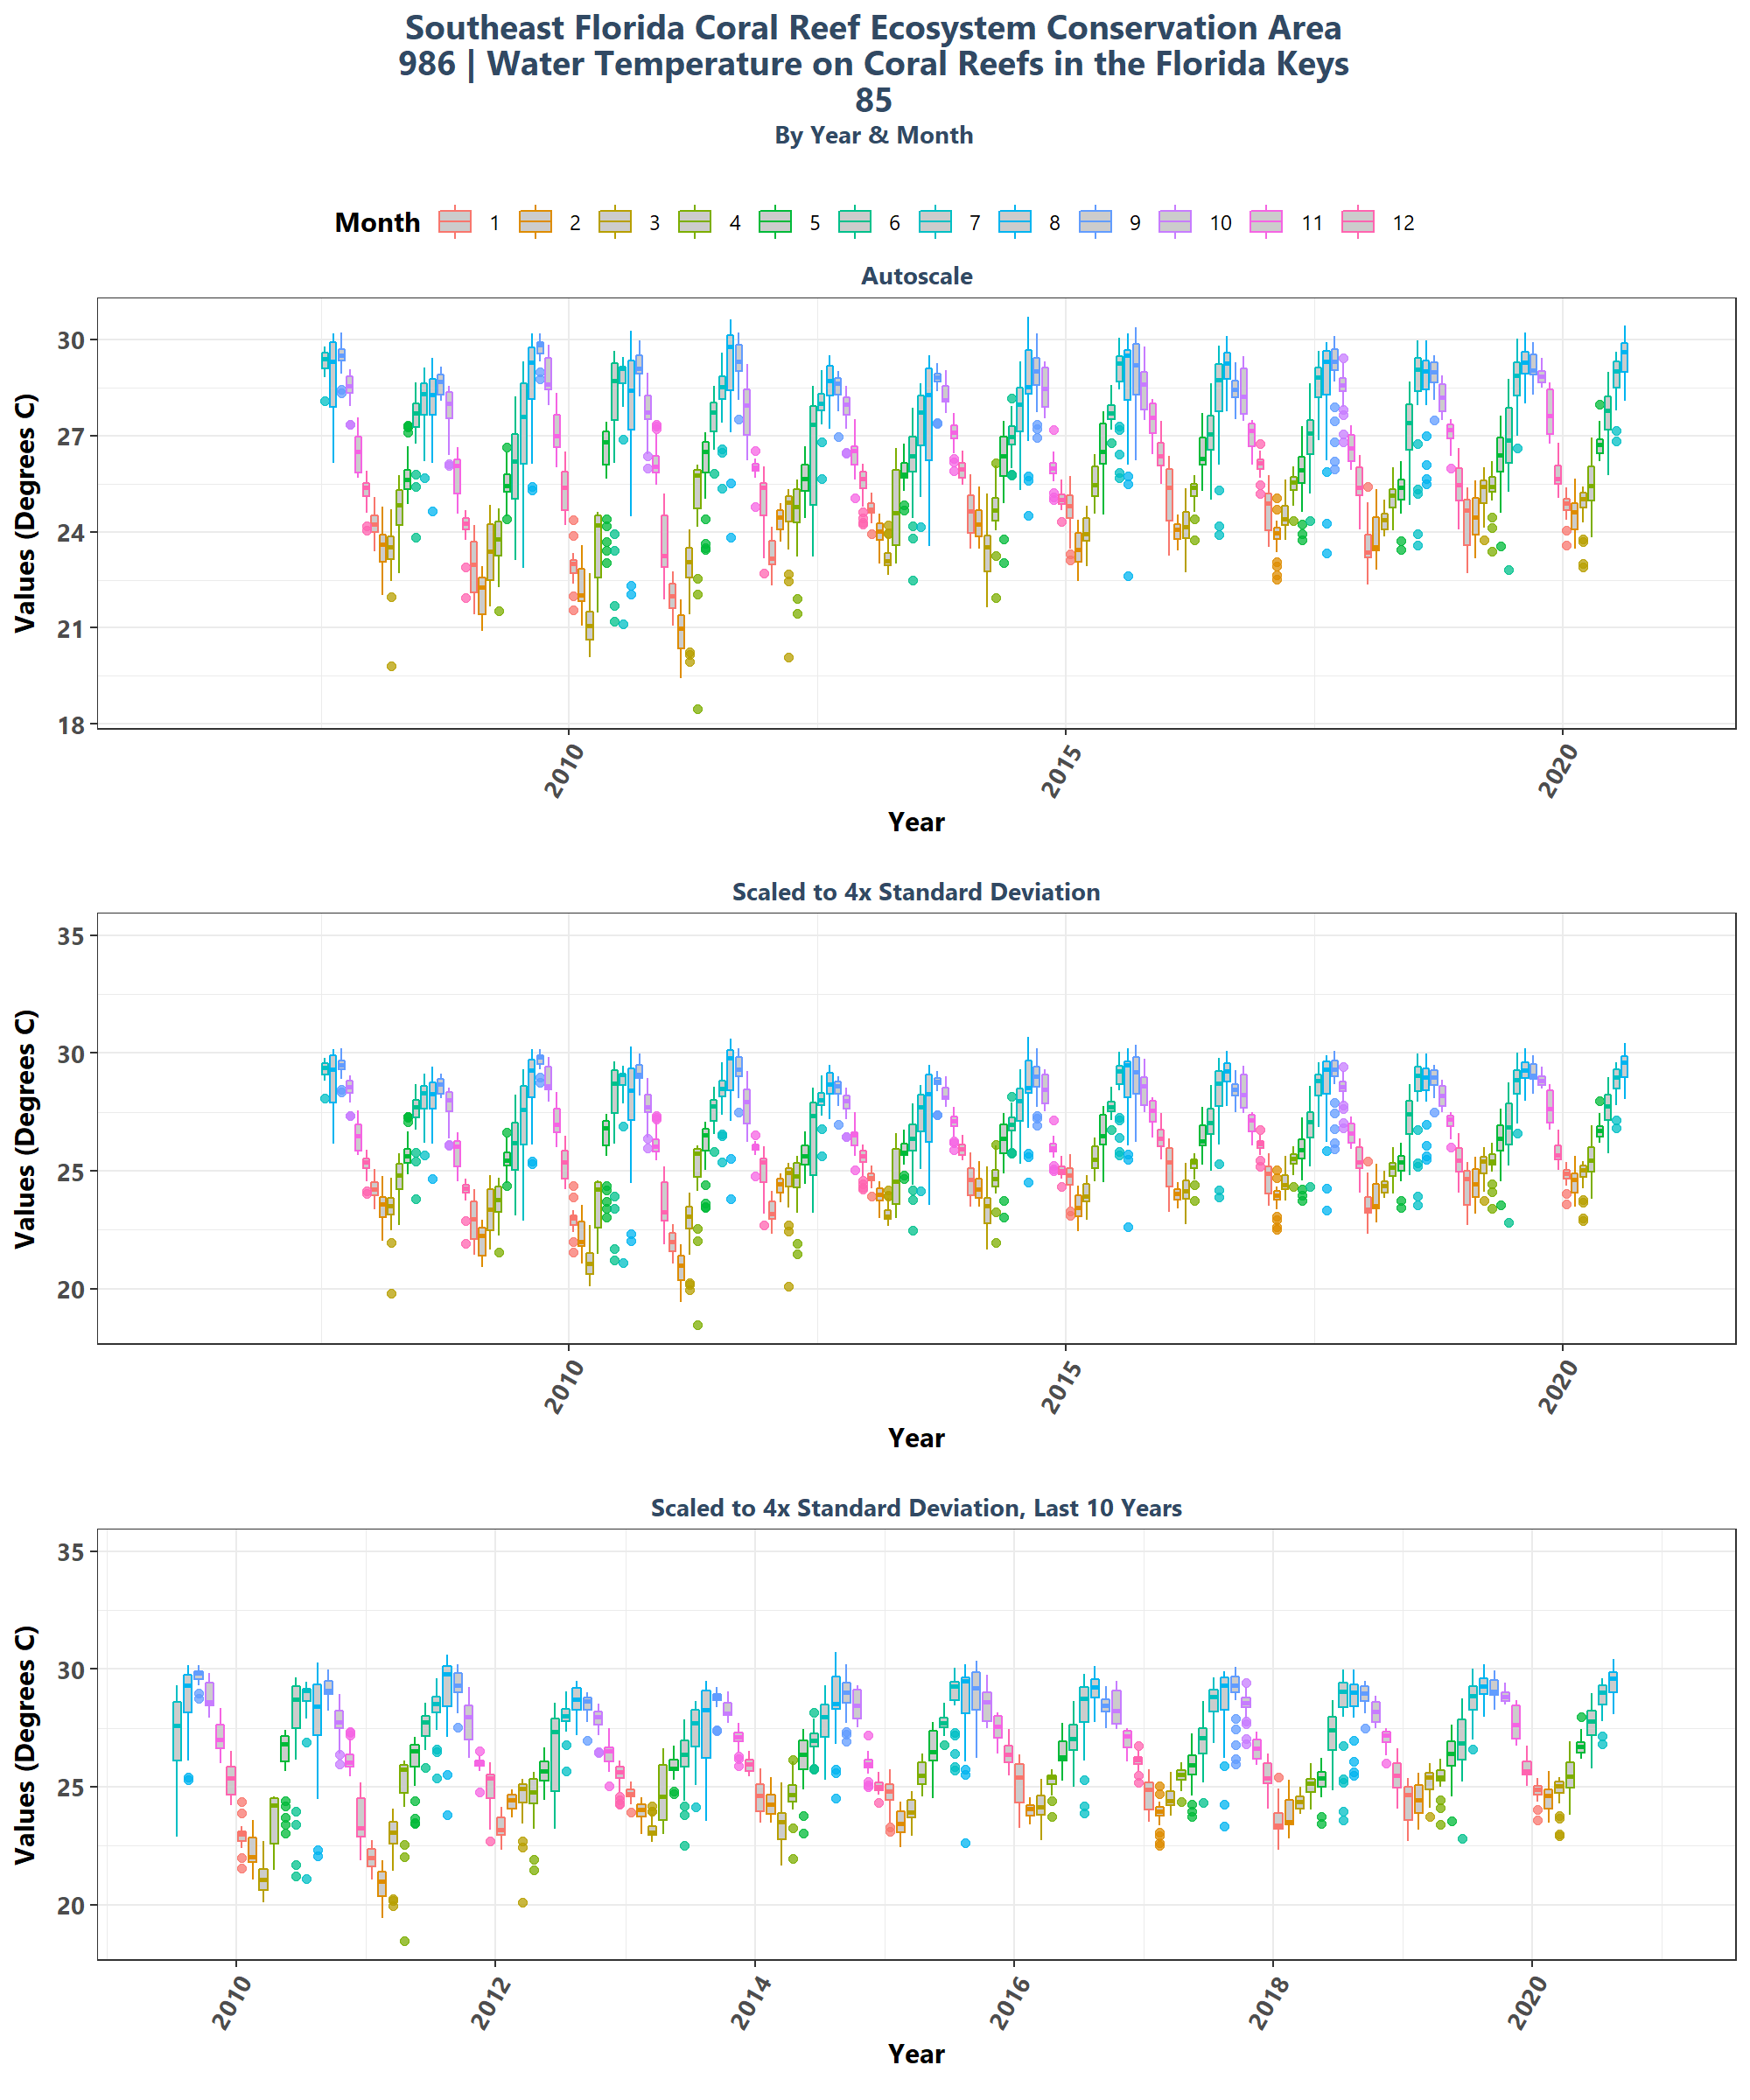 Southeast Florida Coral Reef Ecosystem Conservation Area
986 | Water Temperature on Coral Reefs in the Florida Keys
85
By Year & Month
Month 1 2 3 4 5 6 7 8 9 10 11 12
Autoscale
Values (Degrees C)
30
27
24
21
18
2010 2015 2020
Year
Scaled to 4x Standard Deviation
Values (Degrees C)
35
30
25
20
2010 2015 2020
Year
Scaled to 4x Standard Deviation, Last 10 Years
Values (Degrees C)
35
30
25
20
2010 2012 2014 2016 2018 2020
Year